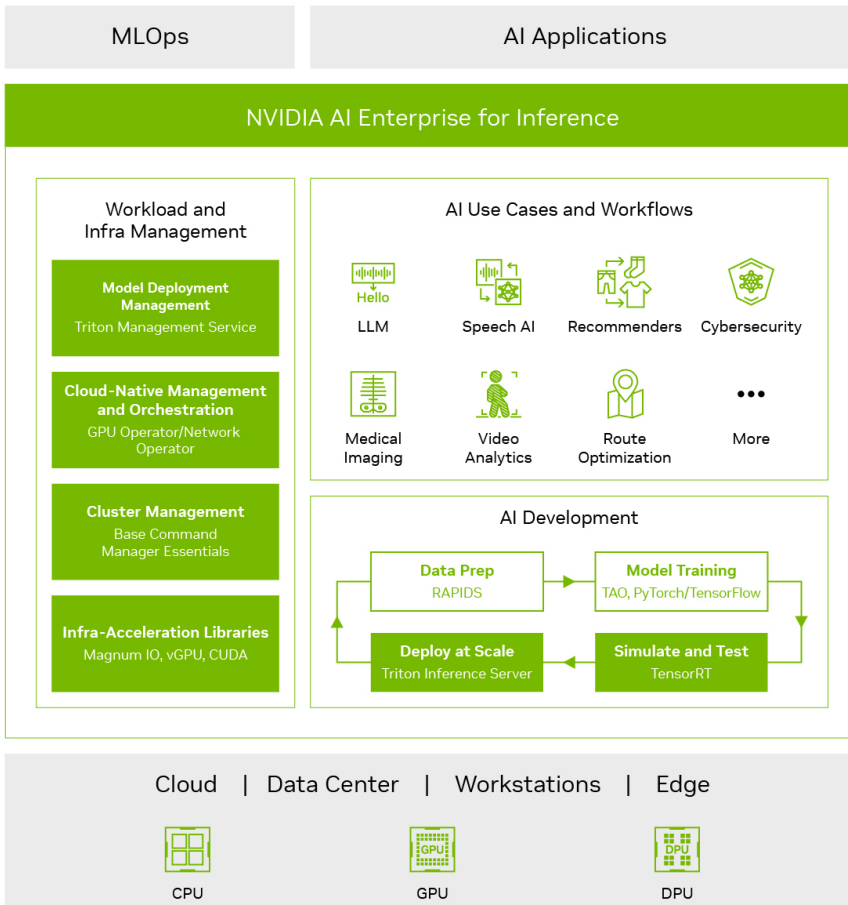 MLOps
AI Applications
NVIDIA AI Enterprise for Inference
Workload and
Infra Management
Model Deployment
Management
Triton Management Service
Cloud-Native Management
and Orchestration
GPU Operator/Network
Operator
Cluster Management
Base Command
Manager Essentials
Infra-Acceleration Libraries
Magnum IO, vGPU, CUDA
AI Use Cases and Workflows
Hello
LLM
Speech AI
Recommenders
Cybersecurity
Medical
Imaging
Video
Analytics
Route
Optimization
More
AI Development
Data Prep
RAPIDS
Model Training
TAO, PyTorch/TensorFlow
Deploy at Scale
Triton Inference Server
Simulate and Test
TensorRT
Cloud | Data Center | Workstations | Edge
GPU
DPU
CPU
GPU
DPU